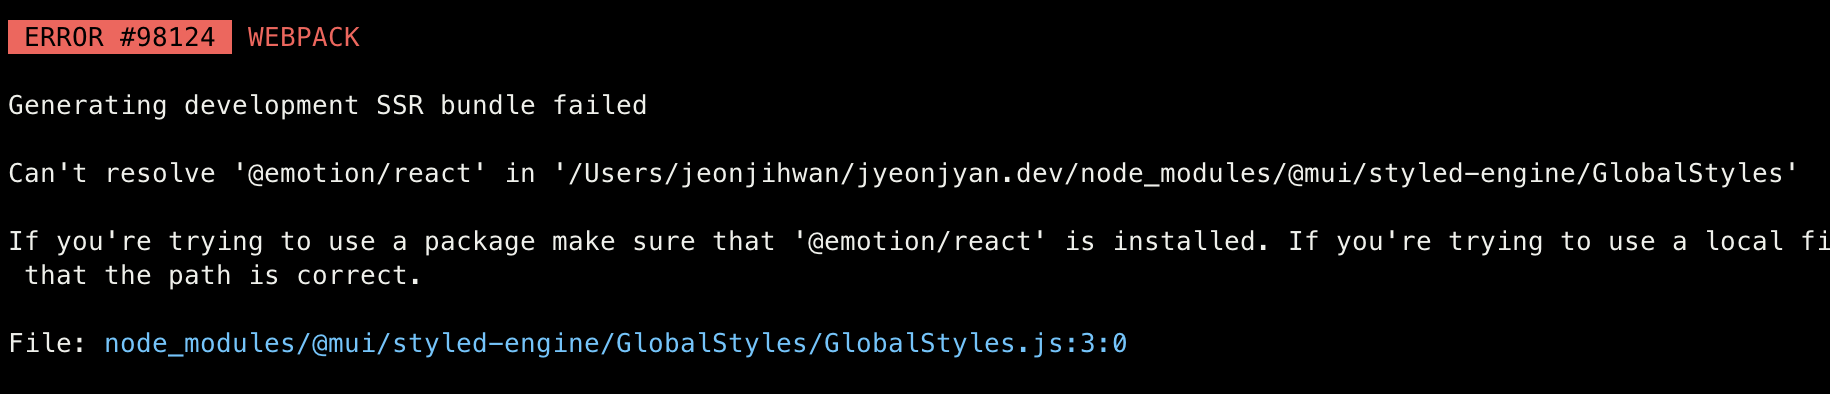 ERROR #98124 WEBPACK
Generating development SSR bundle failed
Can't resolve '@emotion/react' in '/Users/jeonjihwan/jyeonjyan.dev/node_modules/@mui/styled-engine/GlobalStyles'
If you're trying to use a package make sure that '@emotion/react' is installed. If you're trying to use a local fi
that the path is correct.
File: node_modules/@mui/styled-engine/GlobalStyles/GlobalStyles.js:3:0